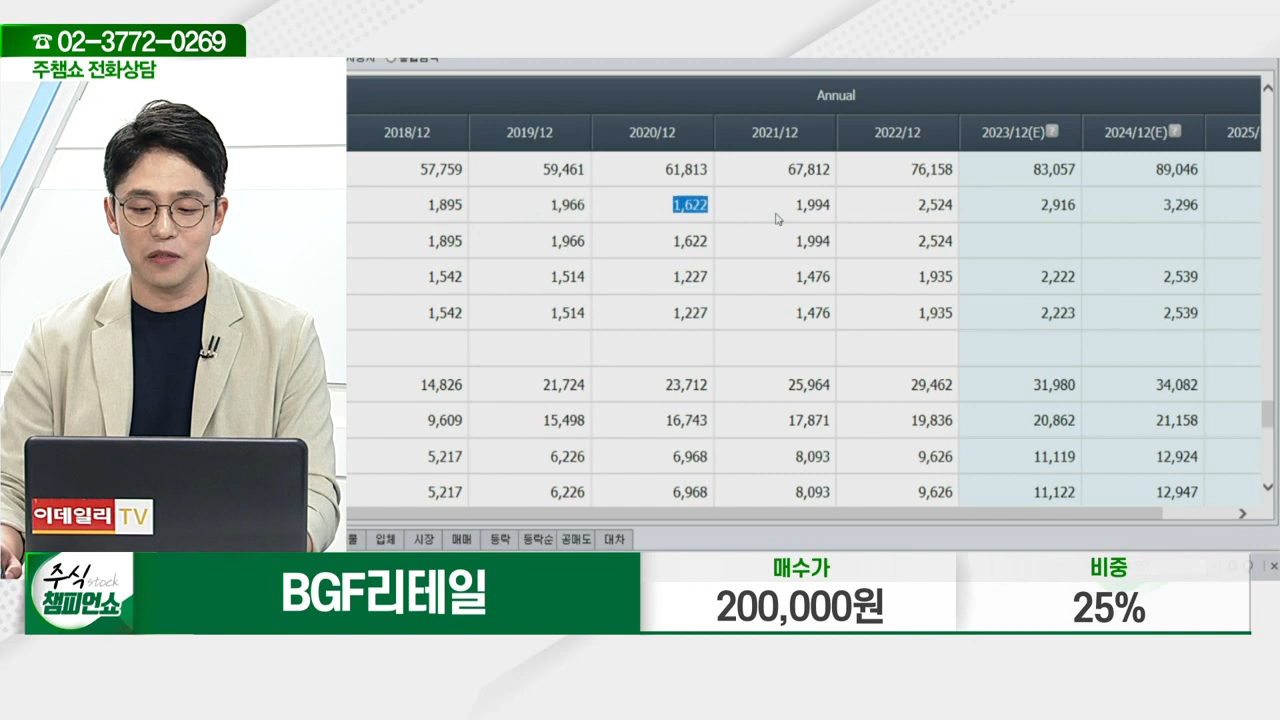 ☎ 02-3772-0269
주챔쇼 전화상담
Annual
2018/12 2019/12 2020/12 2021/12 2022/12 2023/12(E) 2024/12(E) 2025/
57,759 59,461 61,813 67,812 76,158 83,057 89,046
1,895 1,966 1,622 1,994 2,524 2,916 3,296
1,895 1,966 1,622 1,994 2,524
1,542 1,514 1,227 1,476 1,935 2,222 2,539
1,542 1,514 1,227 1,476 1,935 2,223 2,539
14,826 21,724 23,712 25,964 29,462 31,980 34,082
9,609 15,498 16,743 17,871 19,836 20,862 21,158
5,217 6,226 6,968 8,093 9,626 11,119 12,924
5,217 6,226 6,968 8,093 9,626 11,122 12,947
입체 시장 매매 등락 등락순 공매도 대차
이데일리 TV
주식 stock
챔피언쇼
BGF리테일
매수가
200,000원
비중
25%